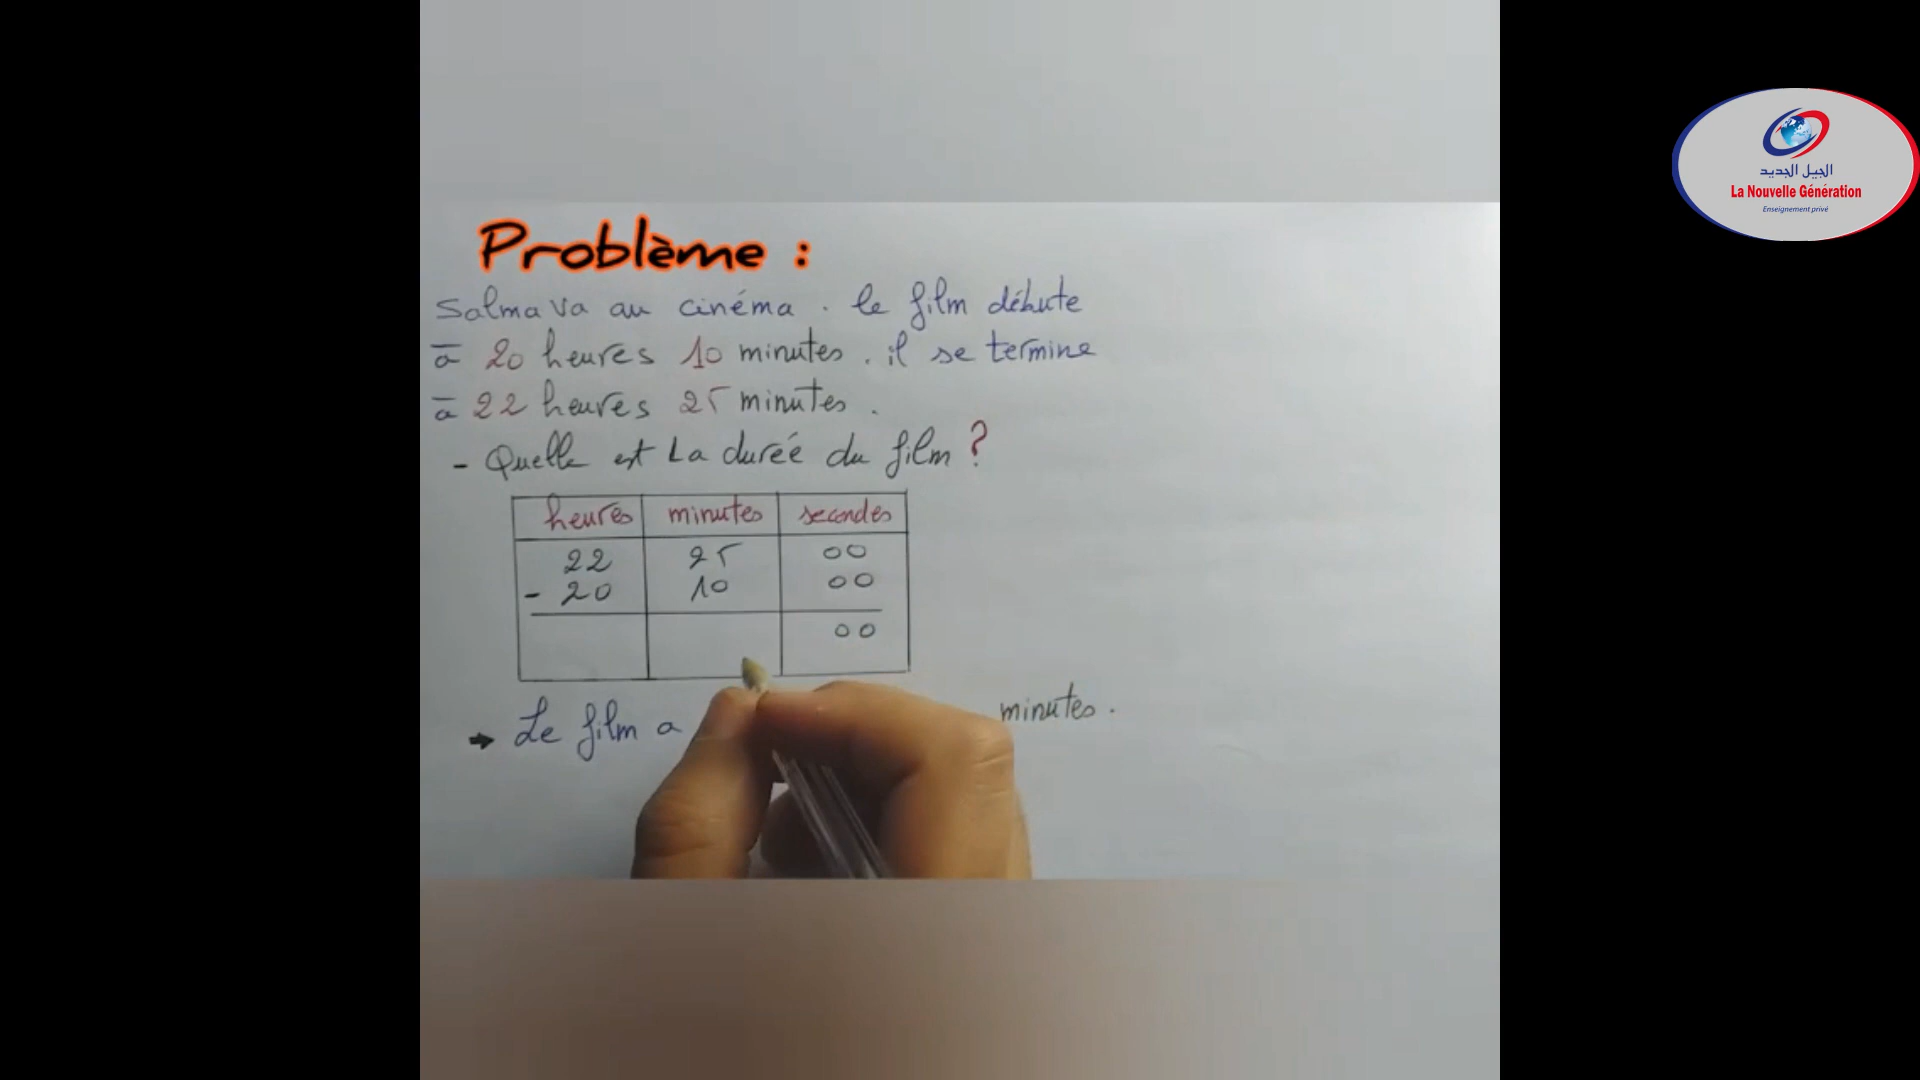 Problème :
Salma va au cinéma . le film débute
à 20 heures 10 minutes . il se termine
à 22 heures 25 minutes .
- Quelle est La durée du film ?
heures minutes secondes
22 25 00
- 20 10 00
00
→ Le film a minutes .
الجيل الجديد
La Nouvelle Génération
Enseignement privé